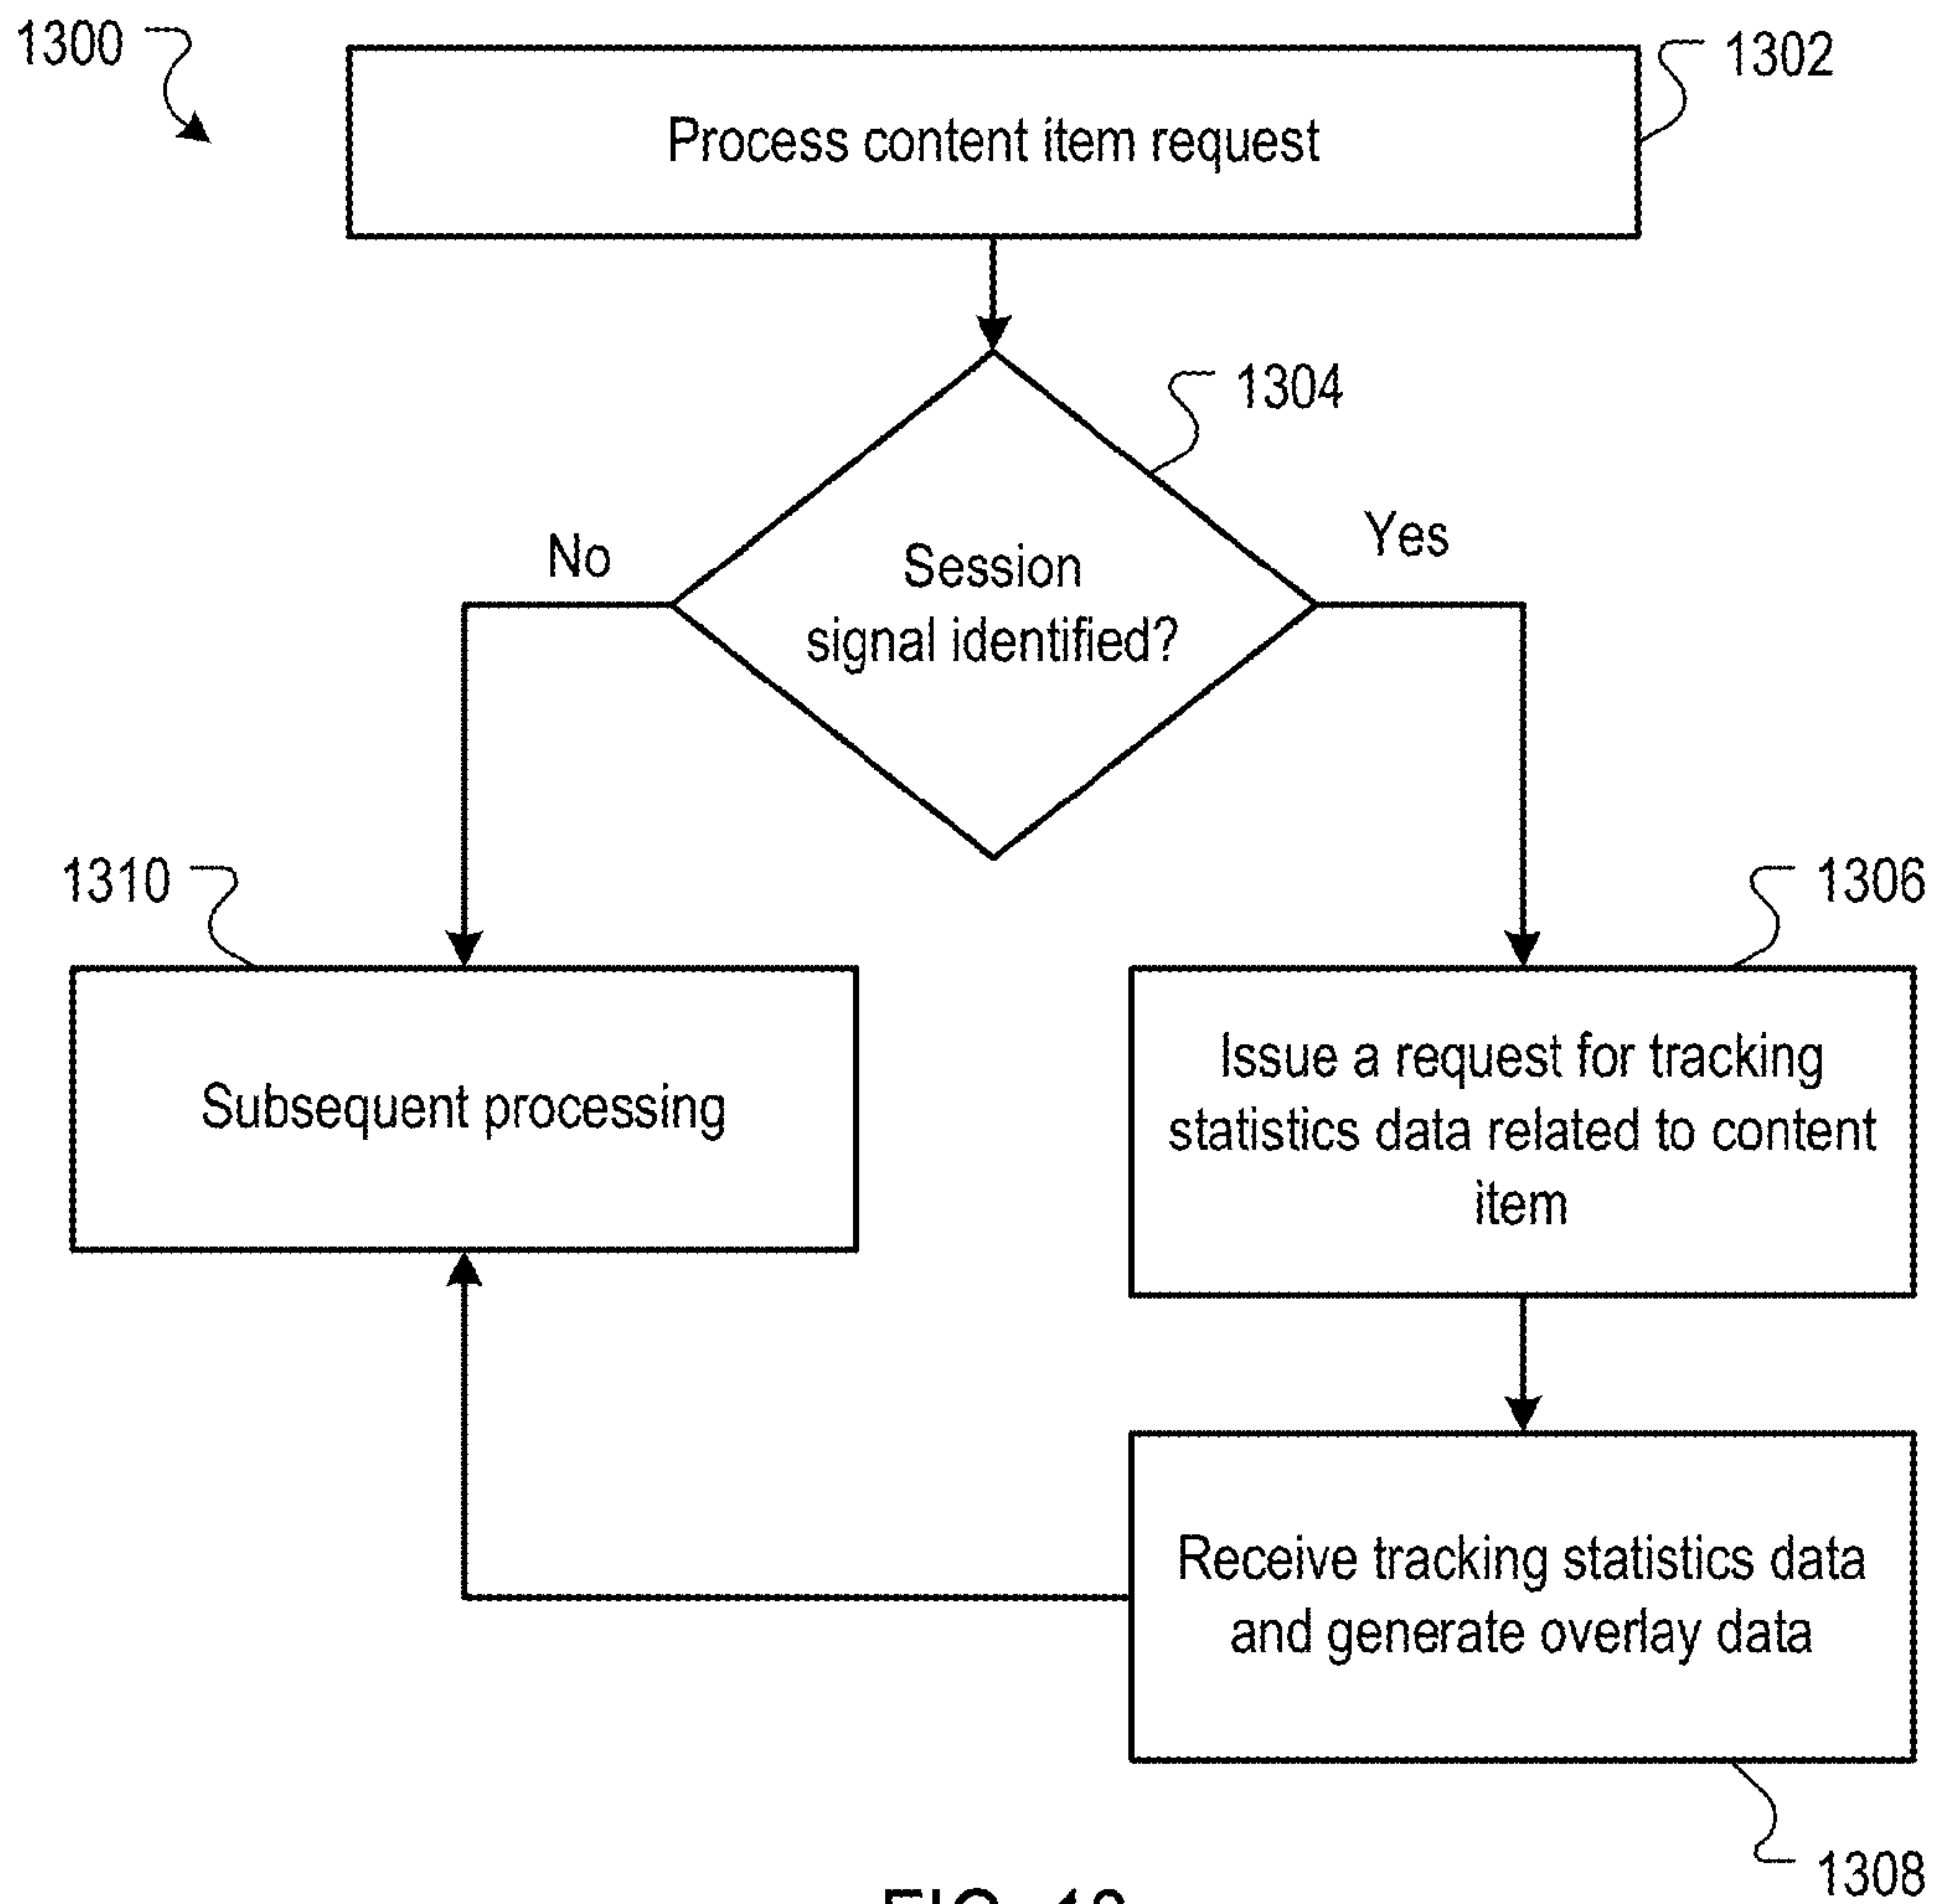 1300
1302
Process content item request
1304
No
Yes
Session
signal identified?
1310
1306
Subsequent processing
Issue a request for tracking
statistics data related to content
item
Receive tracking statistics data
and generate overlay data
1308
FIG.